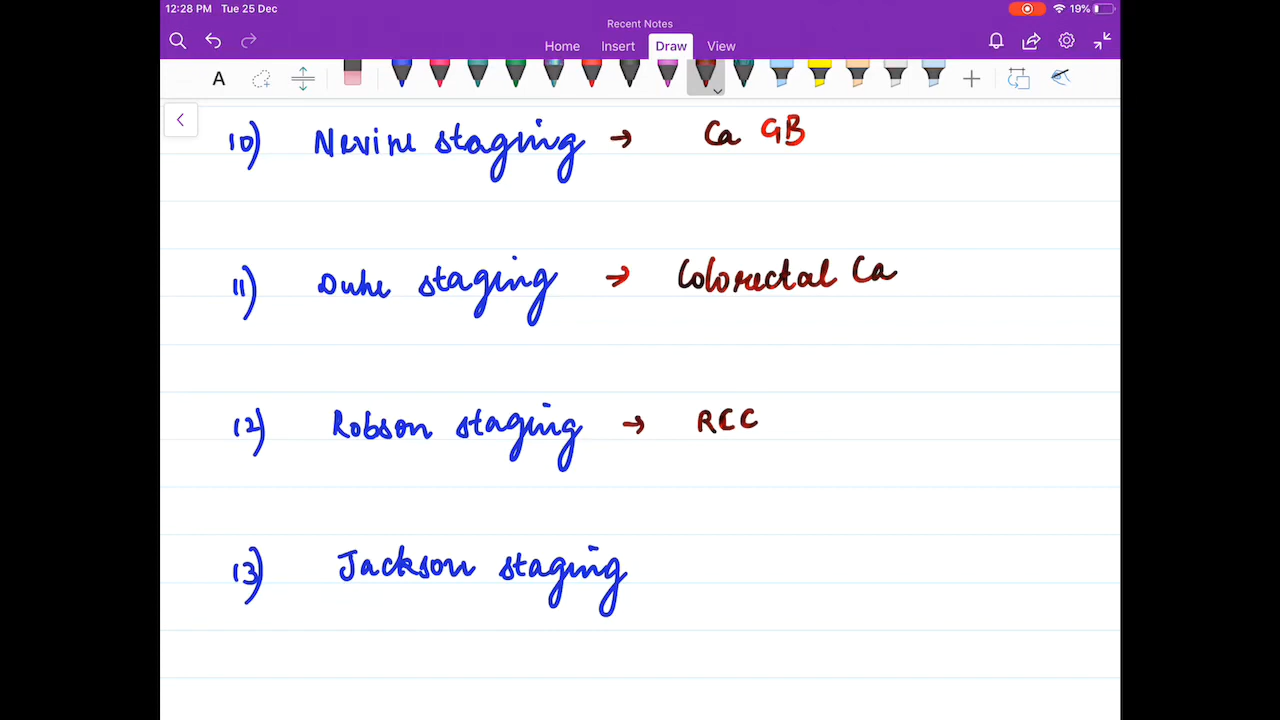 12:28 PM Tue 25 Dec
19%
Recent Notes
Home Insert Draw View
A
10) Nevine staging → Ca GB
11) Duke staging → Colorectal Ca
12) Robson staging → RCC
13) Jackson staging